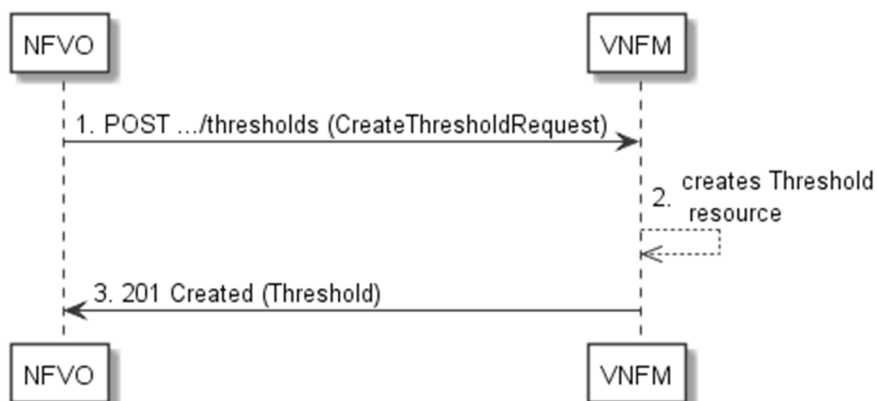 NFVO
VNFM
1. POST .../thresholds (CreateThresholdRequest)
2. creates Threshold
resource
3. 201 Created (Threshold)
NFVO
VNFM